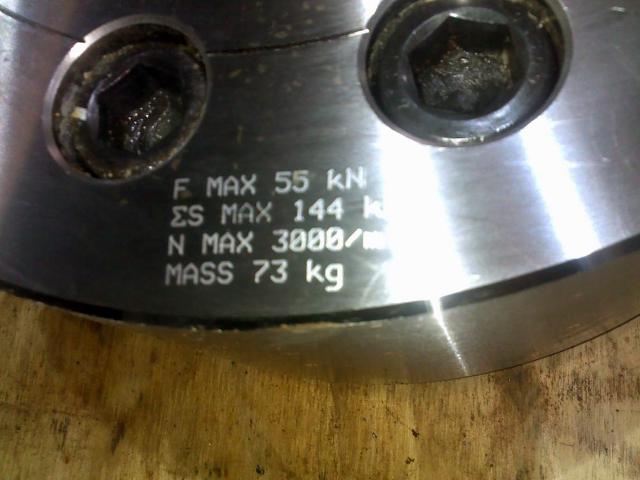 F MAX 55 kN
ΣS MAX 144
N MAX 3000/
MASS 73 kg